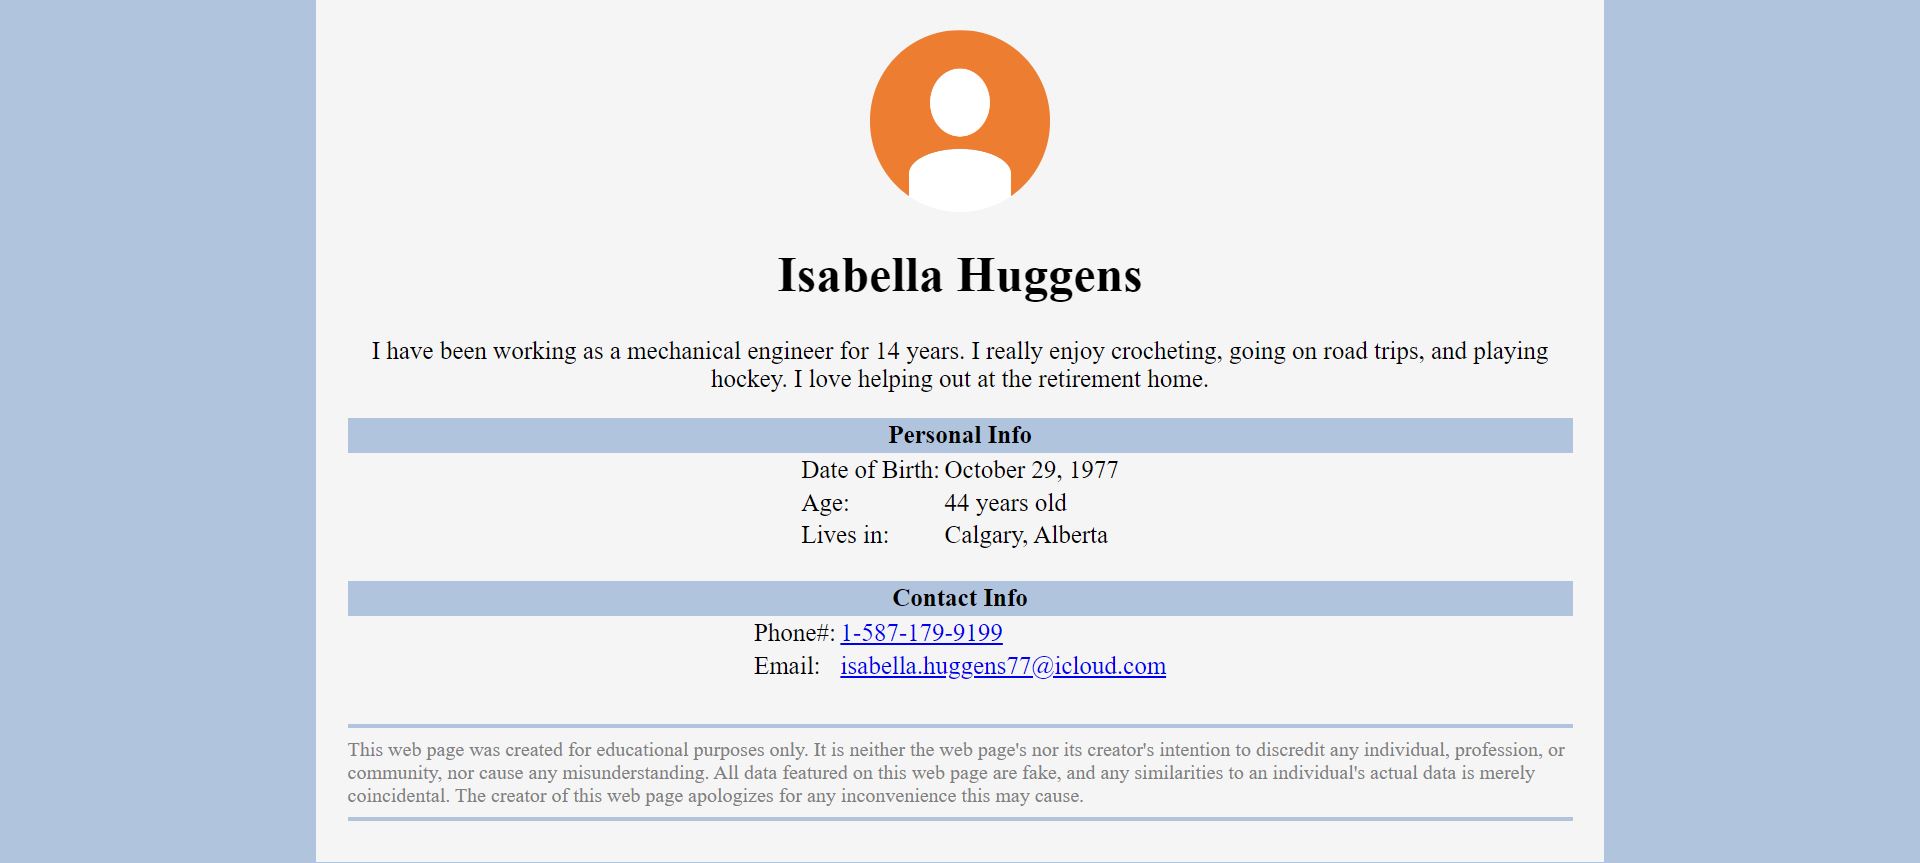 Isabella Huggens
I have been working as a mechanical engineer for 14 years. I really enjoy crocheting, going on road trips, and playing
hockey. I love helping out at the retirement home.
Personal Info
Date of Birth: October 29, 1977
Age: 44 years old
Lives in: Calgary, Alberta
Contact Info
Phone#: 1-587-179-9199
Email: isabella.huggens77@icloud.com
This web page was created for educational purposes only. It is neither the web page's nor its creator's intention to discredit any individual, profession, or
community, nor cause any misunderstanding. All data featured on this web page are fake, and any similarities to an individual's actual data is merely
coincidental. The creator of this web page apologizes for any inconvenience this may cause.